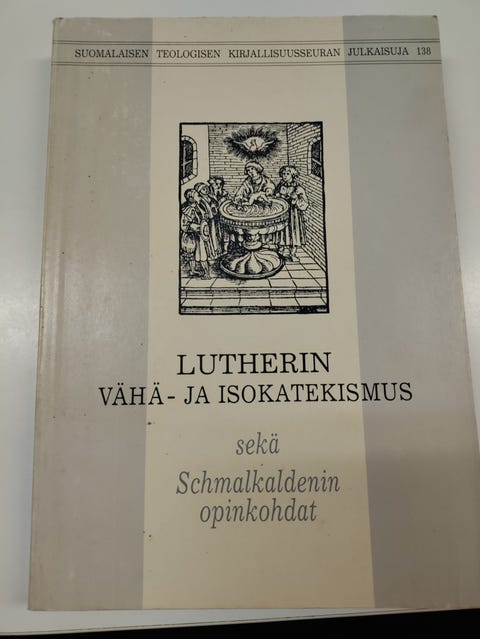 SUOMALAISEN TEOLOGISEN KIRJALLISUUSSEURAN JULKAISUJA 138
LUTHERIN
VÄHÄ - JA ISOKATEKISMUS
sekä
Schmalkaldenin
opinkohdat